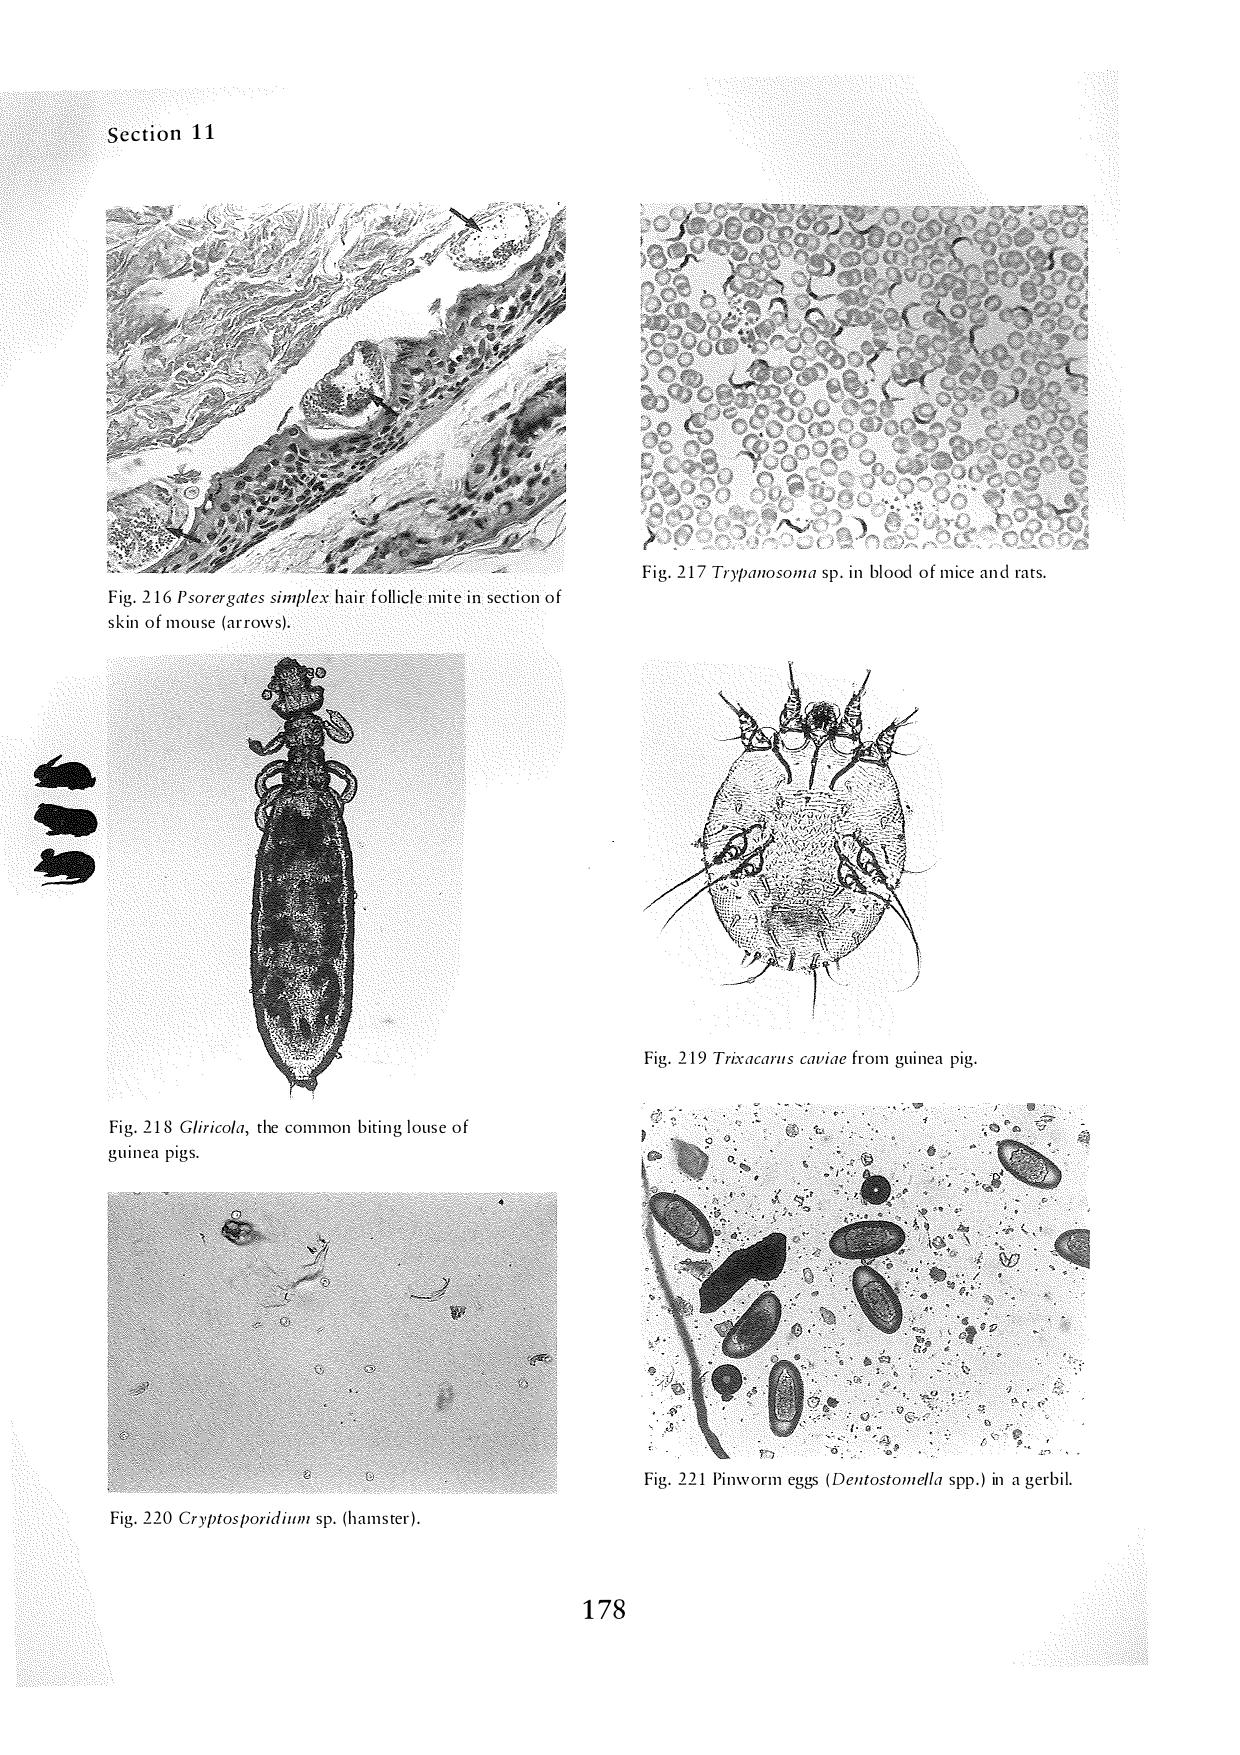 Section 11
Fig. 216 Psorergates simplex hair follicle mite in section of
skin of mouse (arrows).
Fig. 217 Trypanosoma sp. in blood of mice and rats.
Fig. 218 Gliricola, the common biting louse of
guinea pigs.
Fig. 219 Trixacarus caviae from guinea pig.
Fig. 220 Cryptosporidium sp. (hamster).
Fig. 221 Pinworm eggs (Dentostomella spp.) in a gerbil.
178